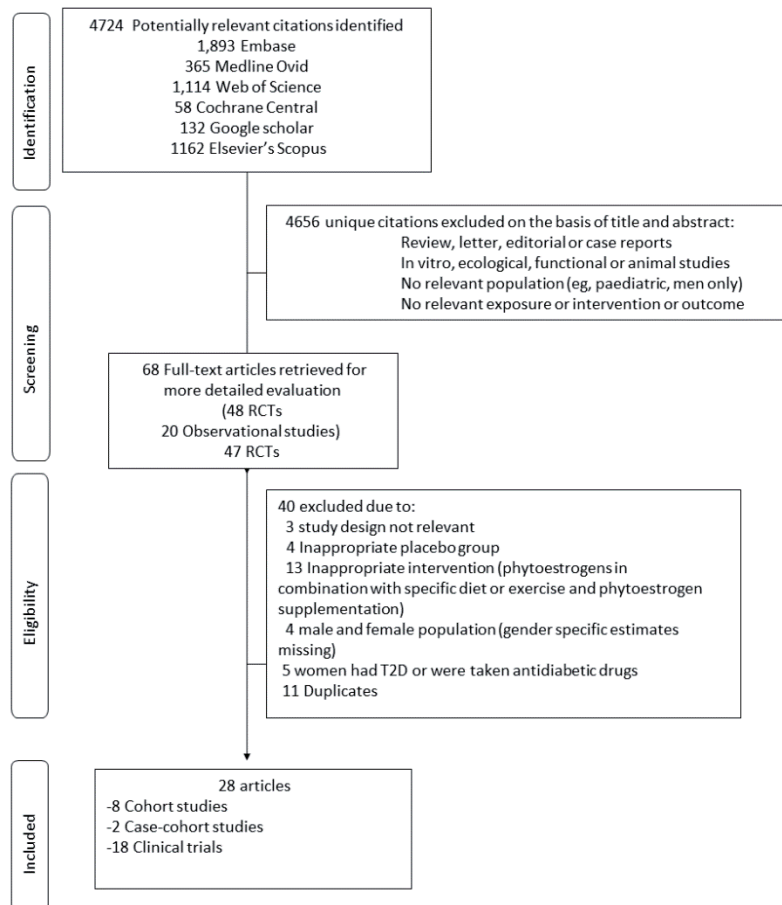 Identification
4724 Potentially relevant citations identified
1,893 Embase
365 Medline Ovid
1,114 Web of Science
58 Cochrane Central
132 Google scholar
1162 Elsevier's Scopus
Screening
4656 unique citations excluded on the basis of title and abstract:
Review, letter, editorial or case reports
In vitro, ecological, functional or animal studies
No relevant population (eg, paediatric, men only)
No relevant exposure or intervention or outcome
68 Full-text articles retrieved for
more detailed evaluation
(48 RCTs
20 Observational studies)
47 RCTs
Eligibility
40 excluded due to:
3 study design not relevant
4 Inappropriate placebo group
13 Inappropriate intervention (phytoestrogens in
combination with specific diet or exercise and phytoestrogen
supplementation)
4 male and female population (gender specific estimates
missing)
5 women had T2D or were taken antidiabetic drugs
11 Duplicates
Included
28 articles
-8 Cohort studies
-2 Case-cohort studies
-18 Clinical trials